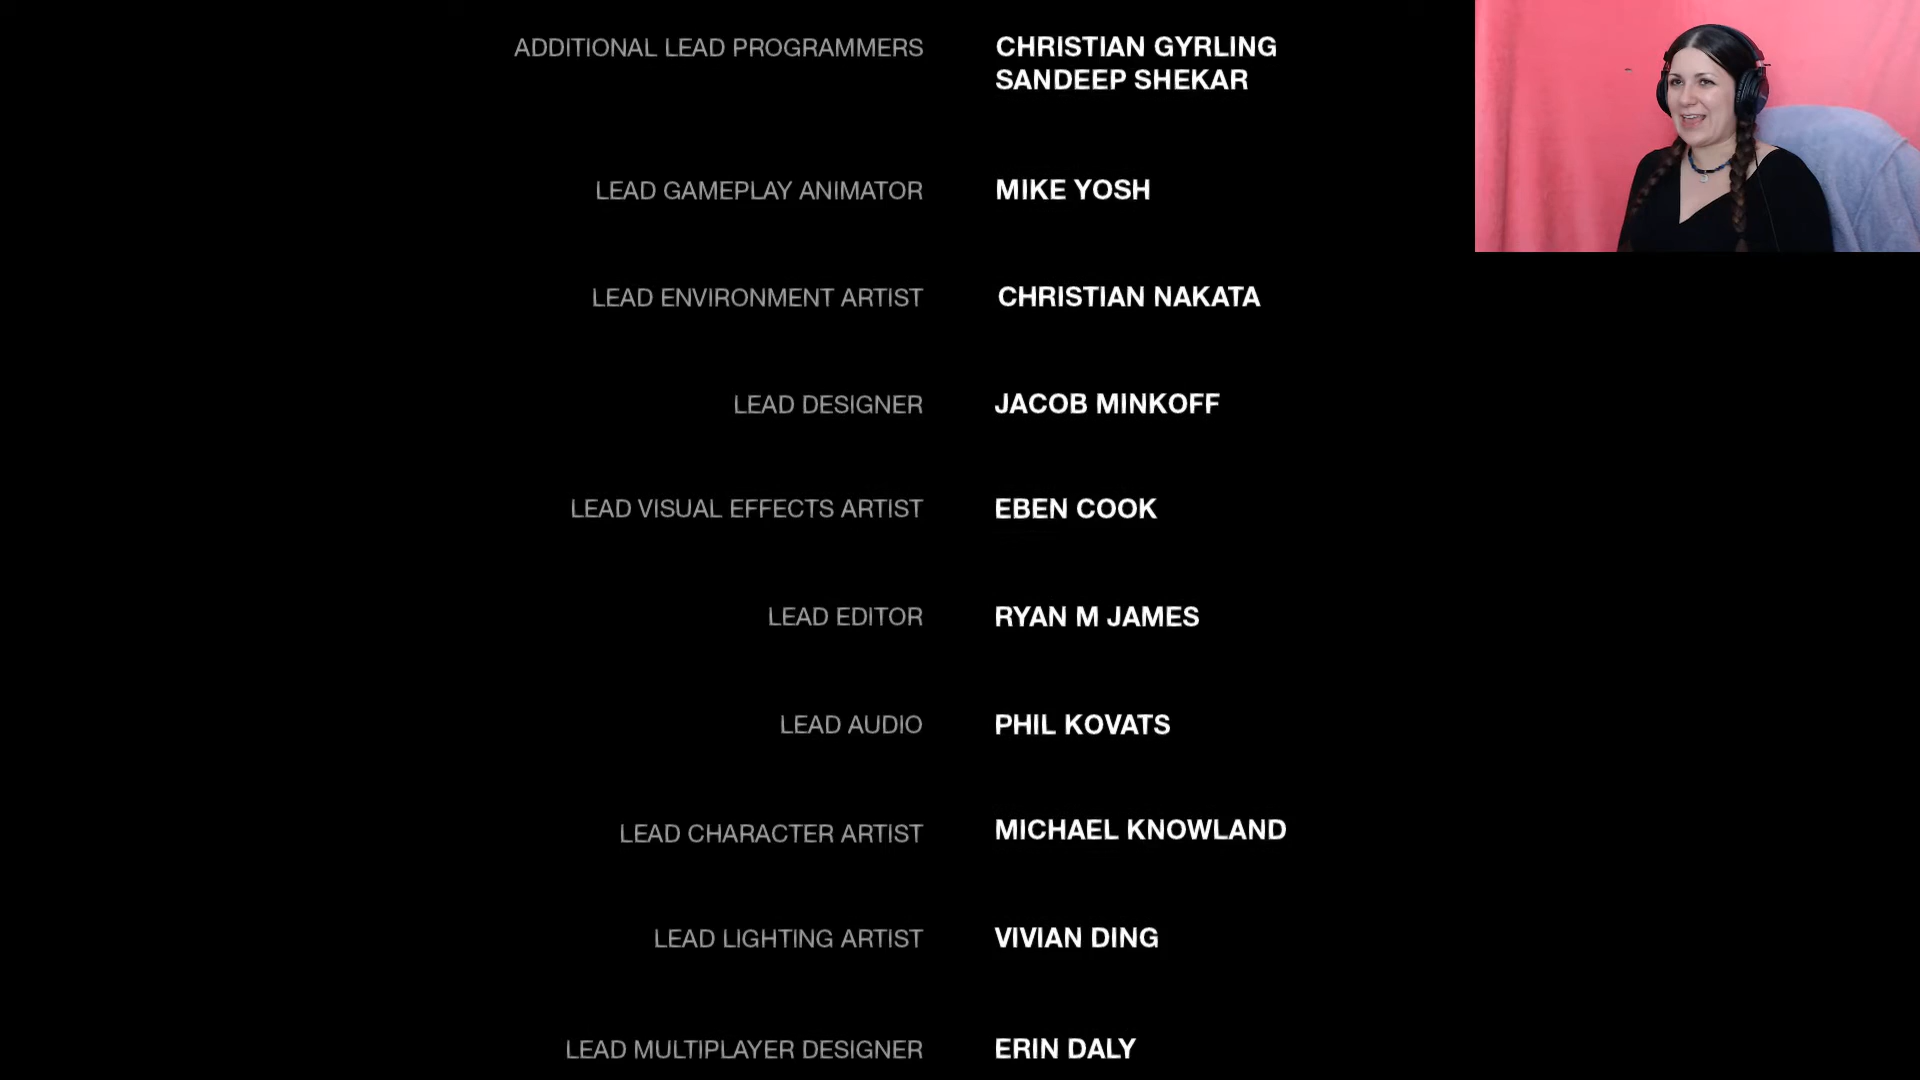 ADDITIONAL LEAD PROGRAMMERS CHRISTIAN GYRLING
SANDEEP SHEKAR
LEAD GAMEPLAY ANIMATOR MIKE YOSH
LEAD ENVIRONMENT ARTIST CHRISTIAN NAKATA
LEAD DESIGNER JACOB MINKOFF
LEAD VISUAL EFFECTS ARTIST EBEN COOK
LEAD EDITOR RYAN M JAMES
LEAD AUDIO PHIL KOVATS
LEAD CHARACTER ARTIST MICHAEL KNOWLAND
LEAD LIGHTING ARTIST VIVIAN DING
LEAD MULTIPLAYER DESIGNER ERIN DALY